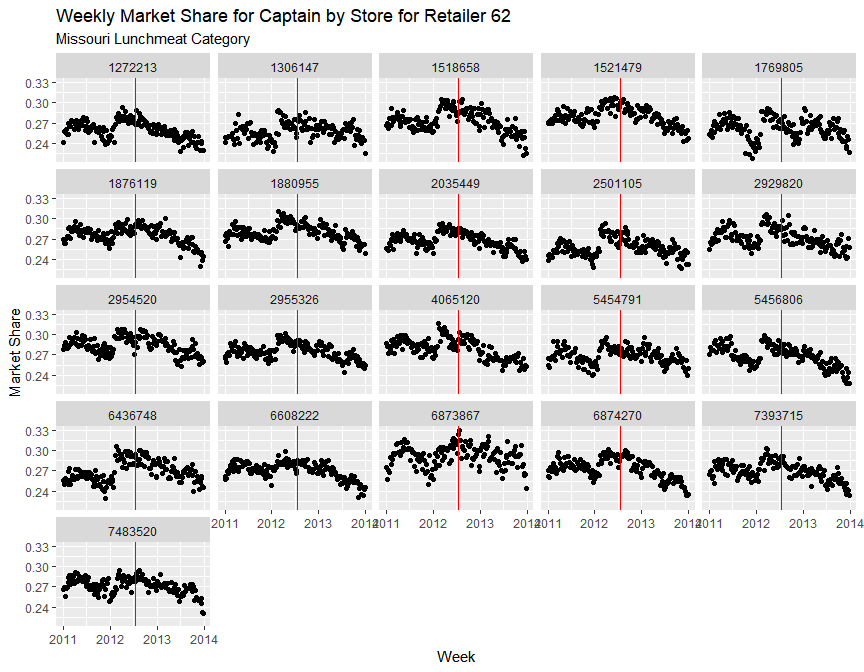 Weekly Market Share for Captain by Store for Retailer 62
Missouri Lunchmeat Category
1272213 1306147 1518658 1521479 1769805
0.33
0.30
0.27
0.24
1876119 1880955 2035449 2501105 2929820
0.33
0.30
0.27
0.24
2954520 2955326 4065120 5454791 5456806
0.33
0.30
0.27
0.24
Market Share
6436748 6608222 6873867 6874270 7393715
0.33
0.30
0.27
0.24
2011 2012 2013 2014 2011 2012 2013 2014 2011 2012 2013 2014 2011 2012 2013 2014
7483520
0.33
0.30
0.27
0.24
2011 2012 2013 2014
Week